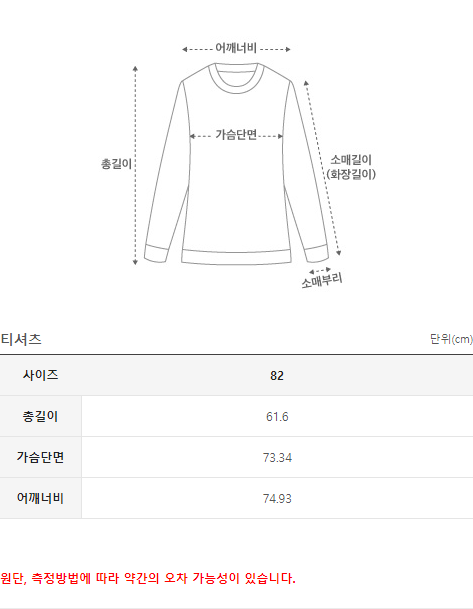 어깨너비
가슴단면
총길이
소매길이
(화장길이)
소매부리
티셔츠 단위(cm)
사이즈 82
총길이 61.6
가슴단면 73.34
어깨너비 74.93
원단, 측정방법에 따라 약간의 오차 가능성이 있습니다.